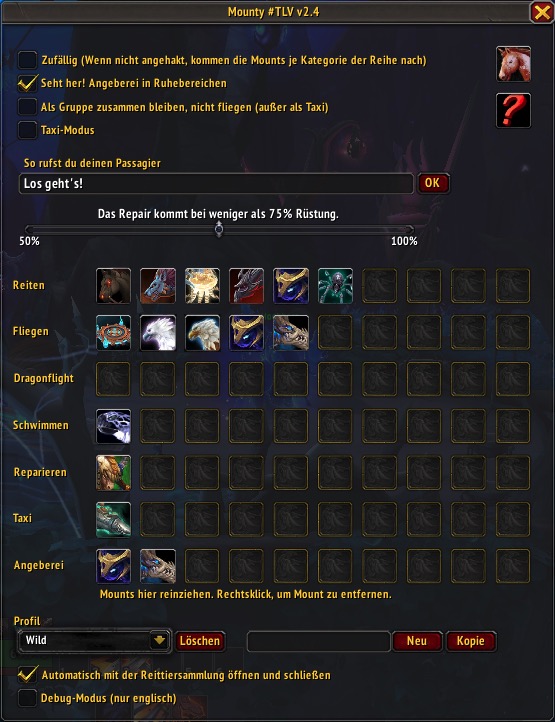 Mounty #TLV v2.4
Zufällig (Wenn nicht angehakt, kommen die Mounts je Kategorie der Reihe nach)
Seht her! Angeberei in Ruhebereichen
Als Gruppe zusammen bleiben, nicht fliegen (außer als Taxi)
Taxi-Modus
So rufst du deinen Passagier
Los geht's! OK
Das Repair kommt bei weniger als 75% Rüstung.
50% 100%
Reiten
Fliegen
Dragonflight
Schwimmen
Reparieren
Taxi
Angeberei
Mounts hier reinziehen. Rechtsklick, um Mount zu entfernen.
Profil
Wild Löschen Neu Kopie
Automatisch mit der Reittiersammlung öffnen und schließen
Debug-Modus (nur englisch)